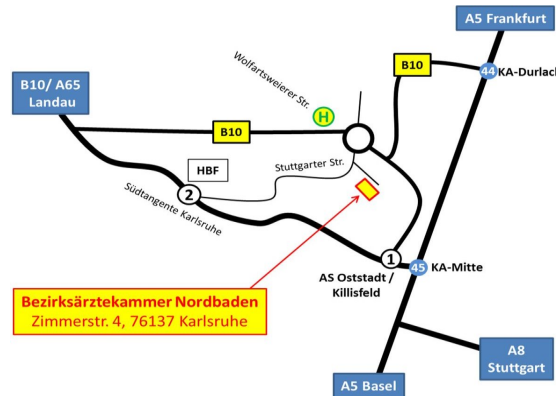 A5 Frankfurt
B10/ A65
Landau
Wolfartsweierer Str.
H
B10
44
KA-Durlach
B10
HBF
Stuttgarter Str.
2
Südtangente Karlsruhe
1
45
KA-Mitte
AS Oststadt /
Killisfeld
Bezirksärztekammer Nordbaden
Zimmerstr. 4, 76137 Karlsruhe
A8
Stuttgart
A5 Basel